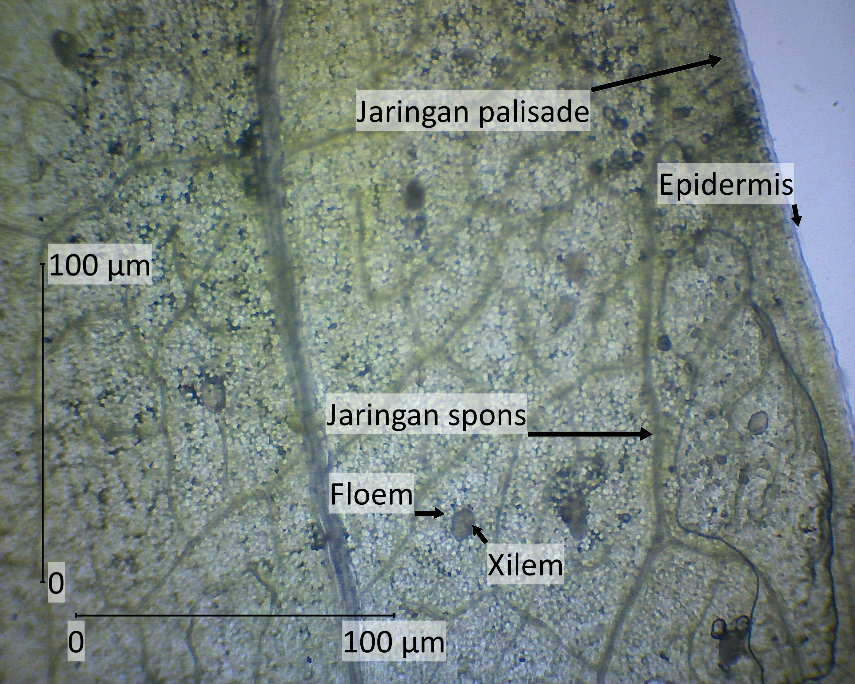 Jaringan palisade
Epidermis
100 µm
Jaringan spons
Floem
Xilem
0
0
100 µm